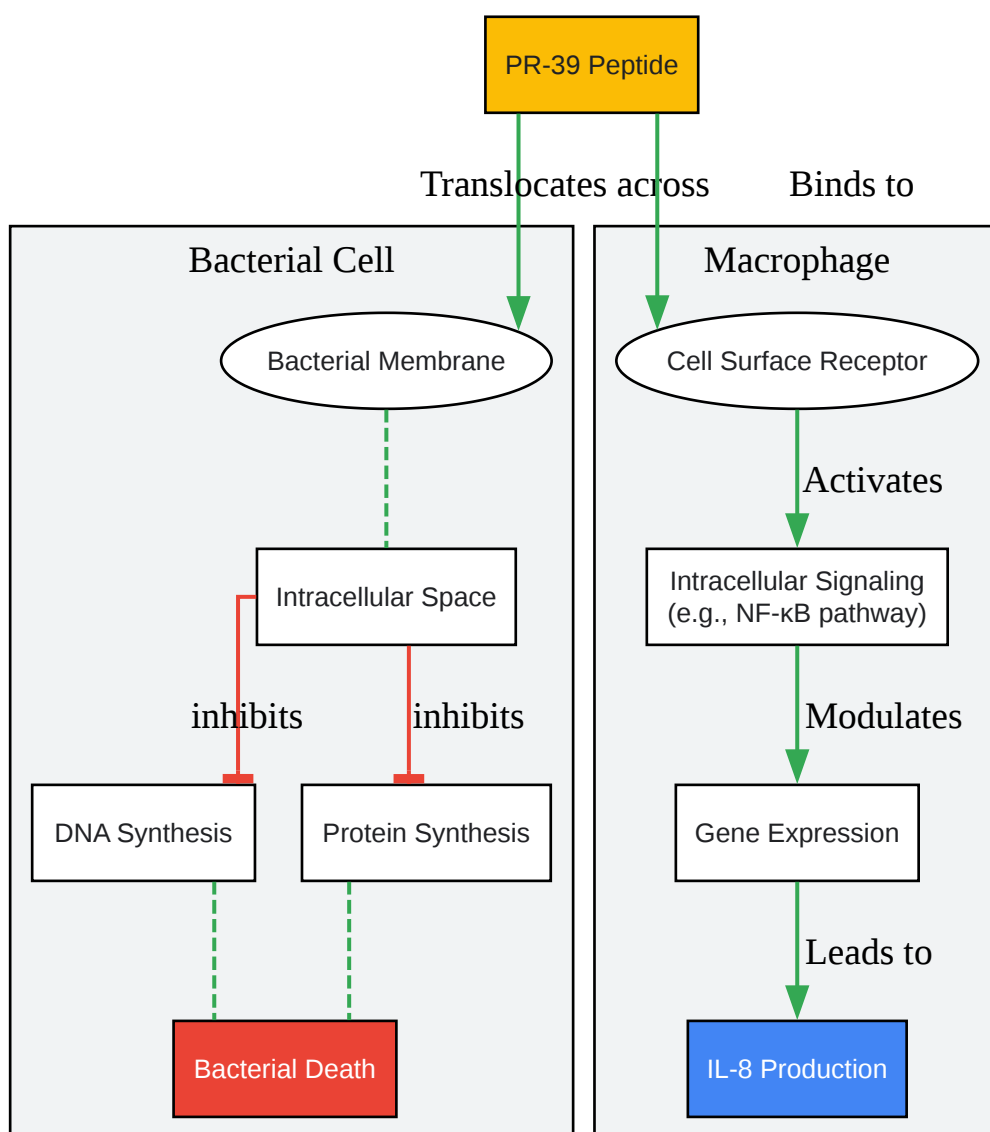 PR-39 Peptide
Translocates across
Binds to
Bacterial Cell
Macrophage
Bacterial Membrane
Cell Surface Receptor
Activates
Intracellular Space
Intracellular Signaling
(e.g., NF-κB pathway)
inhibits
inhibits
Modulates
DNA Synthesis
Protein Synthesis
Gene Expression
Leads to
Bacterial Death
IL-8 Production